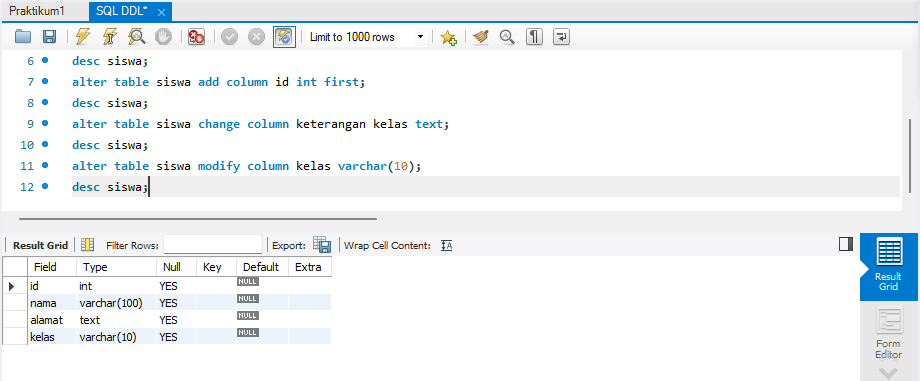 Praktikum1 SQL DDL*
Limit to 1000 rows
6 desc siswa;
7 alter table siswa add column id int first;
8 desc siswa;
9 alter table siswa change column keterangan kelas text;
10 desc siswa;
11 alter table siswa modify column kelas varchar(10);
12 desc siswa;
Result Grid Filter Rows: Export: Wrap Cell Content:
Field Type Null Key Default Extra
id int YES NULL
nama varchar(100) YES NULL
alamat text YES NULL
kelas varchar(10) YES NULL
Result
Grid
Form
Editor